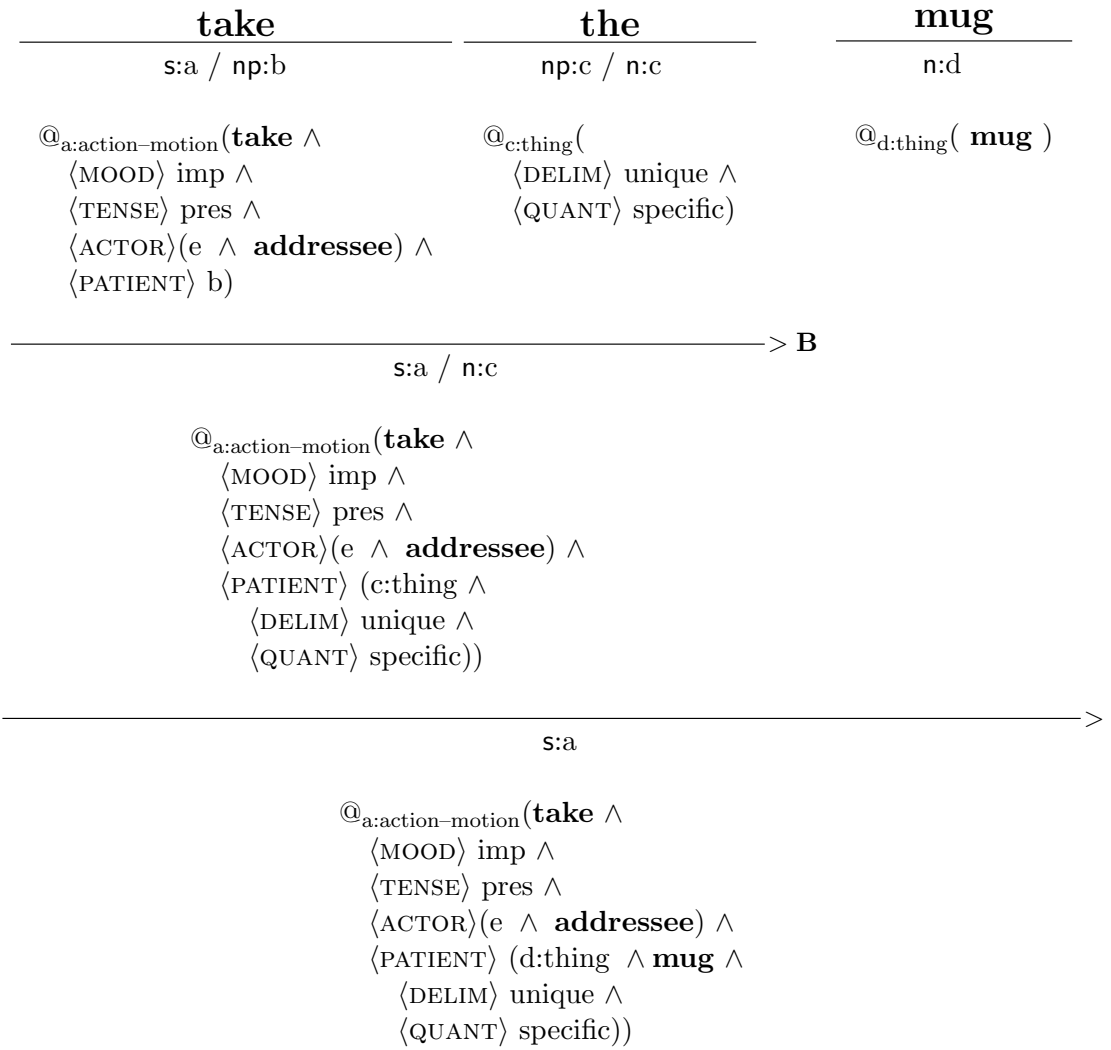 take the mug
s:a / np:b np:c / n:c n:d
@a:action–motion(take ∧ @c:thing( @d:thing( mug )
⟨MOOD⟩ imp ∧ ⟨DELIM⟩ unique ∧
⟨TENSE⟩ pres ∧ ⟨QUANT⟩ specific)
⟨ACTOR⟩(e ∧ addressee) ∧
⟨PATIENT⟩ b)
> B
s:a / n:c
@a:action–motion(take ∧
⟨MOOD⟩ imp ∧
⟨TENSE⟩ pres ∧
⟨ACTOR⟩(e ∧ addressee) ∧
⟨PATIENT⟩ (c:thing ∧
⟨DELIM⟩ unique ∧
⟨QUANT⟩ specific))
>
s:a
@a:action–motion(take ∧
⟨MOOD⟩ imp ∧
⟨TENSE⟩ pres ∧
⟨ACTOR⟩(e ∧ addressee) ∧
⟨PATIENT⟩ (d:thing ∧ mug ∧
⟨DELIM⟩ unique ∧
⟨QUANT⟩ specific))